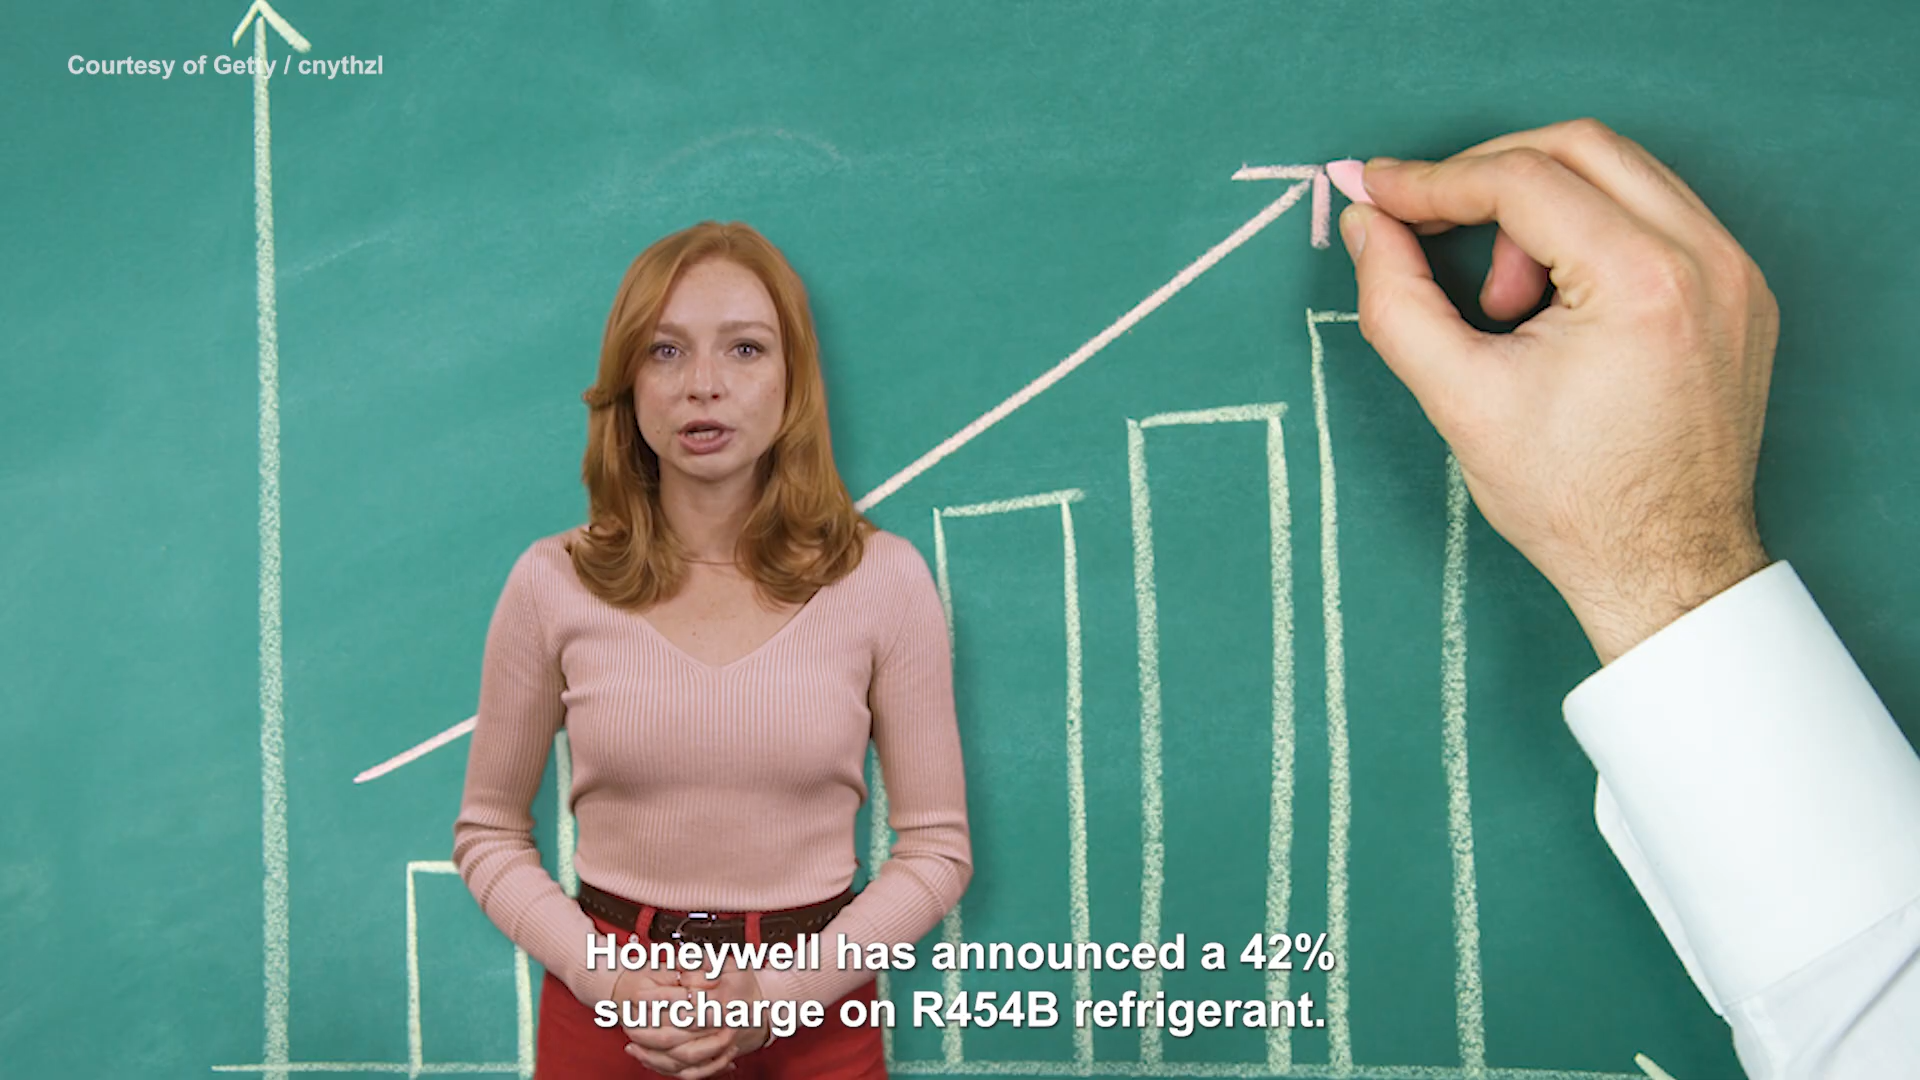 Courtesy of Getty / cnythzl
Honeywell has announced a 42%
surcharge on R454B refrigerant.